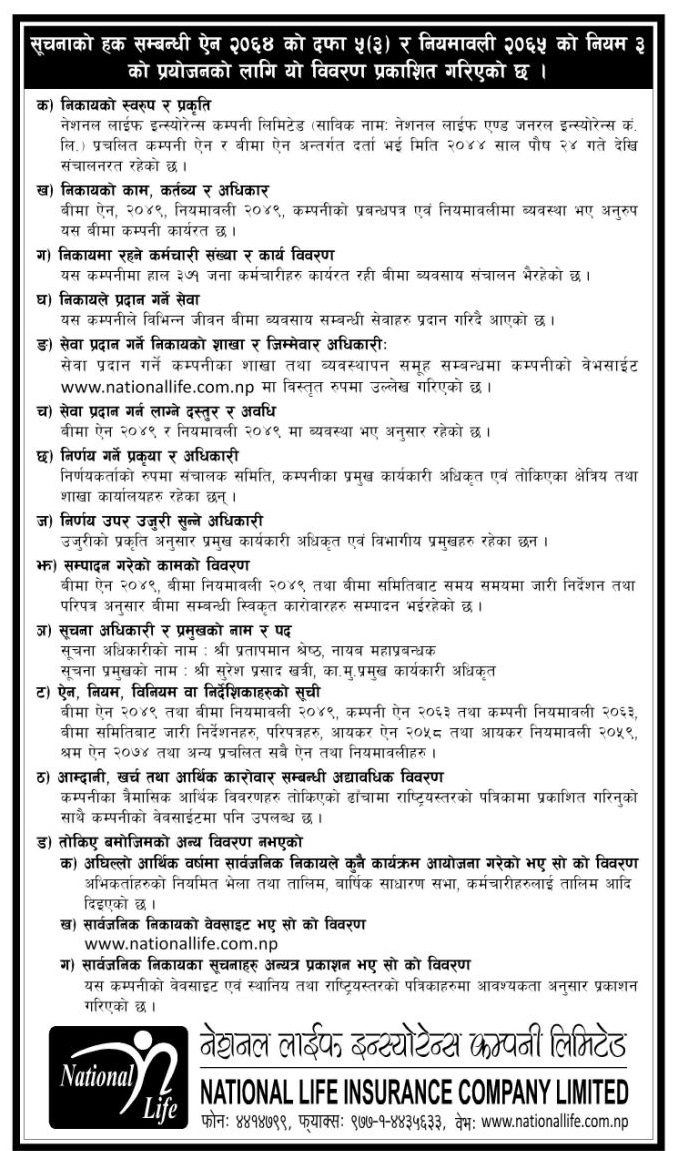 सूचनाको हक सम्बन्धी ऐन २०६४ को दफा ५(३) र नियमावली २०६५ को नियम ३
को प्रयोजनको लागि यो विवरण प्रकाशित गरिएको छ ।
क) निकायको स्वरुप र प्रकृति
नेशनल लाईफ इन्स्योरेन्स कम्पनी लिमिटेड (साविक नामः नेशनल लाईफ एण्ड जनरल इन्स्योरेन्स कं.
लि.) प्रचलित कम्पनी ऐन र बीमा ऐन अन्तर्गत दर्ता भई मिति २०४४ साल पौष २४ गते देखि
संचालनरत रहेको छ ।
ख) निकायको काम, कर्तब्य र अधिकार
बीमा ऐन, २०४९, नियमावली २०४९, कम्पनीको प्रबन्धपत्र एवं नियमावलीमा ब्यवस्था भए अनुरुप
यस बीमा कम्पनी कार्यरत छ ।
ग) निकायमा रहने कर्मचारी संख्या र कार्य विवरण
यस कम्पनीमा हाल ३७१ जना कर्मचारीहरु कार्यरत रही बीमा ब्यवसाय संचालन भैरहेको छ ।
घ) निकायले प्रदान गर्ने सेवा
यस कम्पनीले विभिन्न जीवन बीमा ब्यवसाय सम्बन्धी सेवाहरु प्रदान गरिदै आएको छ ।
ङ) सेवा प्रदान गर्ने निकायको शाखा र जिम्मेवार अधिकारीः
सेवा प्रदान गर्ने कम्पनीका शाखा तथा ब्यवस्थापन समूह सम्बन्धमा कम्पनीको वेभसाईट
www.nationallife.com.np मा विस्तृत रुपमा उल्लेख गरिएको छ ।
च) सेवा प्रदान गर्न लाग्ने दस्तुर र अवधि
बीमा ऐन २०४९ र नियमावली २०४९ मा ब्यवस्था भए अनुसार रहेको छ ।
छ) निर्णय गर्ने प्रकृया र अधिकारी
निर्णयकर्ताको रुपमा संचालक समिति, कम्पनीका प्रमुख कार्यकारी अधिकृत एवं तोकिएका क्षेत्रिय तथा
शाखा कार्यालयहरु रहेका छन् ।
ज) निर्णय उपर उजुरी सुन्ने अधिकारी
उजुरीको प्रकृति अनुसार प्रमुख कार्यकारी अधिकृत एवं विभागीय प्रमुखहरु रहेका छन ।
झ) सम्पादन गरेको कामको विवरण
बीमा ऐन २०४९, बीमा नियमावली २०४९ तथा बीमा समितिबाट समय समयमा जारी निर्देशन तथा
परिपत्र अनुसार बीमा सम्बन्धी स्विकृत कारोवारहरु सम्पादन भईरहेको छ ।
ञ) सूचना अधिकारी र प्रमुखको नाम र पद
सूचना अधिकारीको नाम : श्री प्रतापमान श्रेष्ठ, नायब महाप्रबन्धक
सूचना प्रमुखको नाम : श्री सुरेश प्रसाद खत्री, का.मु.प्रमुख कार्यकारी अधिकृत
ट) ऐन, नियम, विनियम वा निर्देशिकाहरुको सूची
बीमा ऐन २०४९ तथा बीमा नियमावली २०४९, कम्पनी ऐन २०६३ तथा कम्पनी नियमावली २०६३,
बीमा समितिबाट जारी निर्देशनहरु, परिपत्रहरु, आयकर ऐन २०५८ तथा आयकर नियमावली २०५९,
श्रम ऐन २०७४ तथा अन्य प्रचलित सबै ऐन तथा नियमावलीहरु ।
ठ) आम्दानी, खर्च तथा आर्थिक कारोवार सम्बन्धी अद्यावधिक विवरण
कम्पनीका त्रैमासिक आर्थिक विवरणहरु तोकिएको ढाँचामा राष्ट्रियस्तरको पत्रिकामा प्रकाशित गरिनुको
साथै कम्पनीको वेवसाईटमा पनि उपलब्ध छ ।
ड) तोकिए बमोजिमको अन्य विवरण नभएको
क) अघिल्लो आर्थिक वर्षमा सार्वजनिक निकायले कुनै कार्यक्रम आयोजना गरेको भए सो को विवरण
अभिकर्ताहरुको नियमित भेला तथा तालिम, बार्षिक साधारण सभा, कर्मचारीहरुलाई तालिम आदि
दिइएको छ ।
ख) सार्वजनिक निकायको वेवसाइट भए सो को विवरण
www.nationallife.com.np
ग) सार्वजनिक निकायका सूचनाहरु अन्यत्र प्रकाशन भए सो को विवरण
यस कम्पनीको वेवसाइट एवं स्थानिय तथा राष्ट्रियस्तरको पत्रिकाहरुमा आवश्यकता अनुसार प्रकाशन
गरिएको छ ।
National Life
नेशनल लाईफ इन्स्योरेन्स कम्पनी लिमिटेड
NATIONAL LIFE INSURANCE COMPANY LIMITED
फोनः ४४१४७९९, फ्याक्सः ९७७-१-४४३५६३३, वेभः www.nationallife.com.np